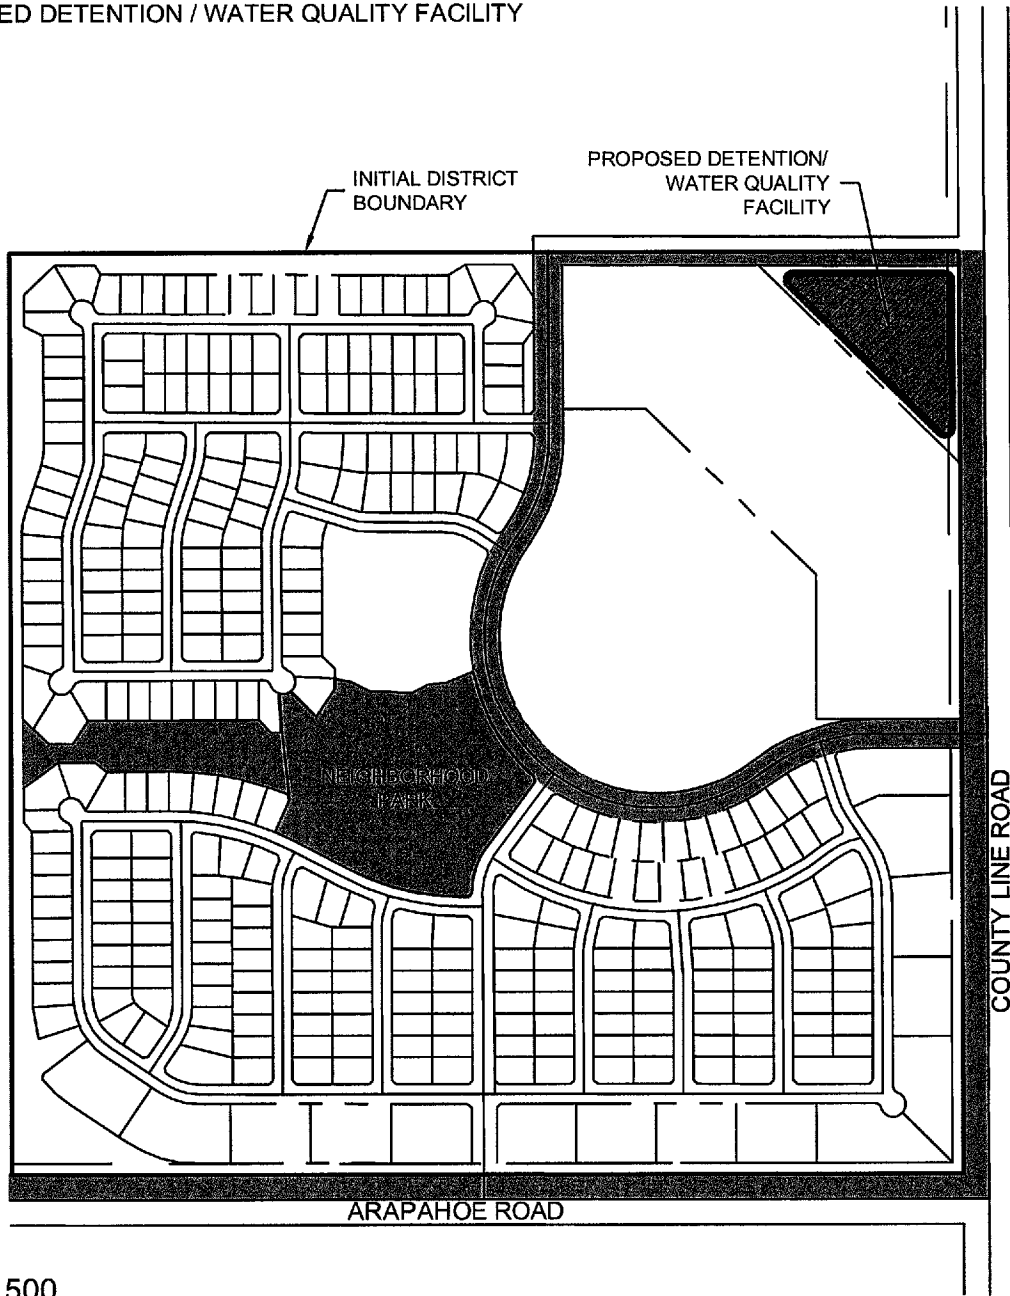 ED DETENTION / WATER QUALITY FACILITY
INITIAL DISTRICT
BOUNDARY
PROPOSED DETENTION/
WATER QUALITY
FACILITY
NEIGHBORHOOD
PARK
COUNTY LINE ROAD
ARAPAHOE ROAD
500